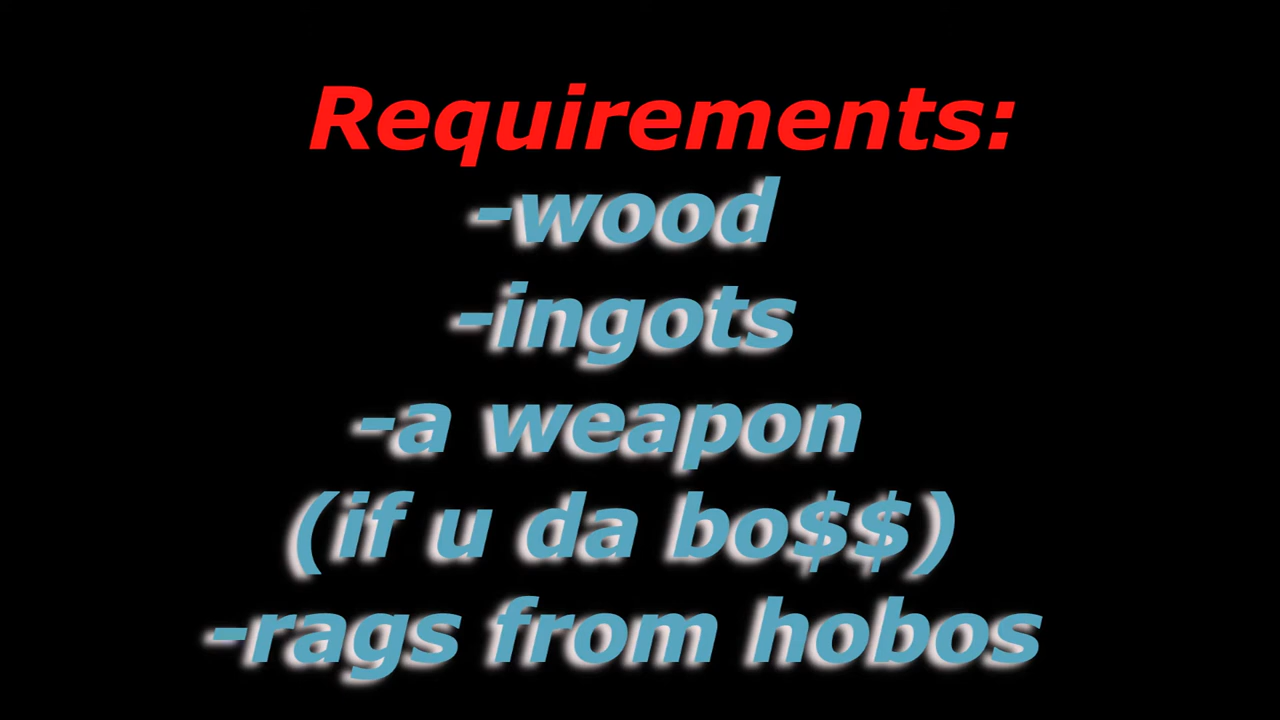 Requirements:
-wood
-ingots
-a weapon
(if u da bo$$)
-rags from hobos